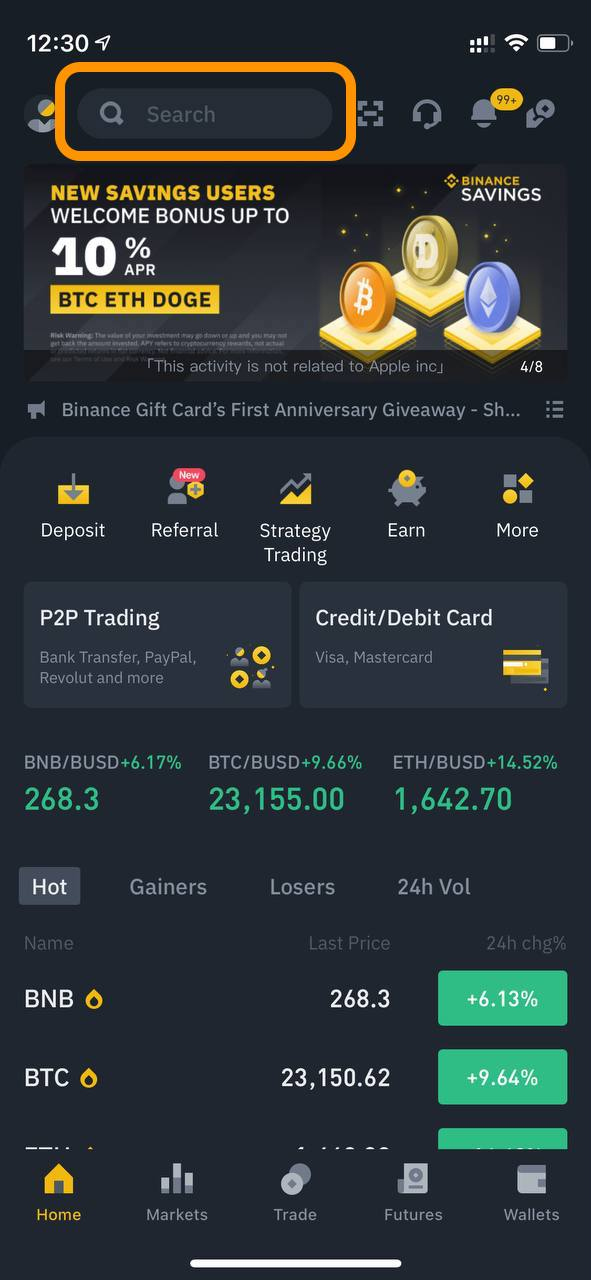 12:30
Search
99+
NEW SAVINGS USERS
WELCOME BONUS UP TO
10 % APR
BTC ETH DOGE
BINANCE
SAVINGS
Risk Warning: The value of your investment may go down or up and you may not
get back the amount invested. APY refers to cryptocurrency rewards, not actual
「This activity is not related to Apple inc」
4/8
Binance Gift Card's First Anniversary Giveaway - Sh...
New
Deposit
Referral
Strategy
Trading
Earn
More
P2P Trading
Bank Transfer, PayPal,
Revolut and more
Credit/Debit Card
Visa, Mastercard
BNB/BUSD+6.17%
BTC/BUSD+9.66%
ETH/BUSD+14.52%
268.3
23,155.00
1,642.70
Hot
Gainers
Losers
24h Vol
Name
Last Price
24h chg%
BNB
268.3
+6.13%
BTC
23,150.62
+9.64%
Home
Markets
Trade
Futures
Wallets